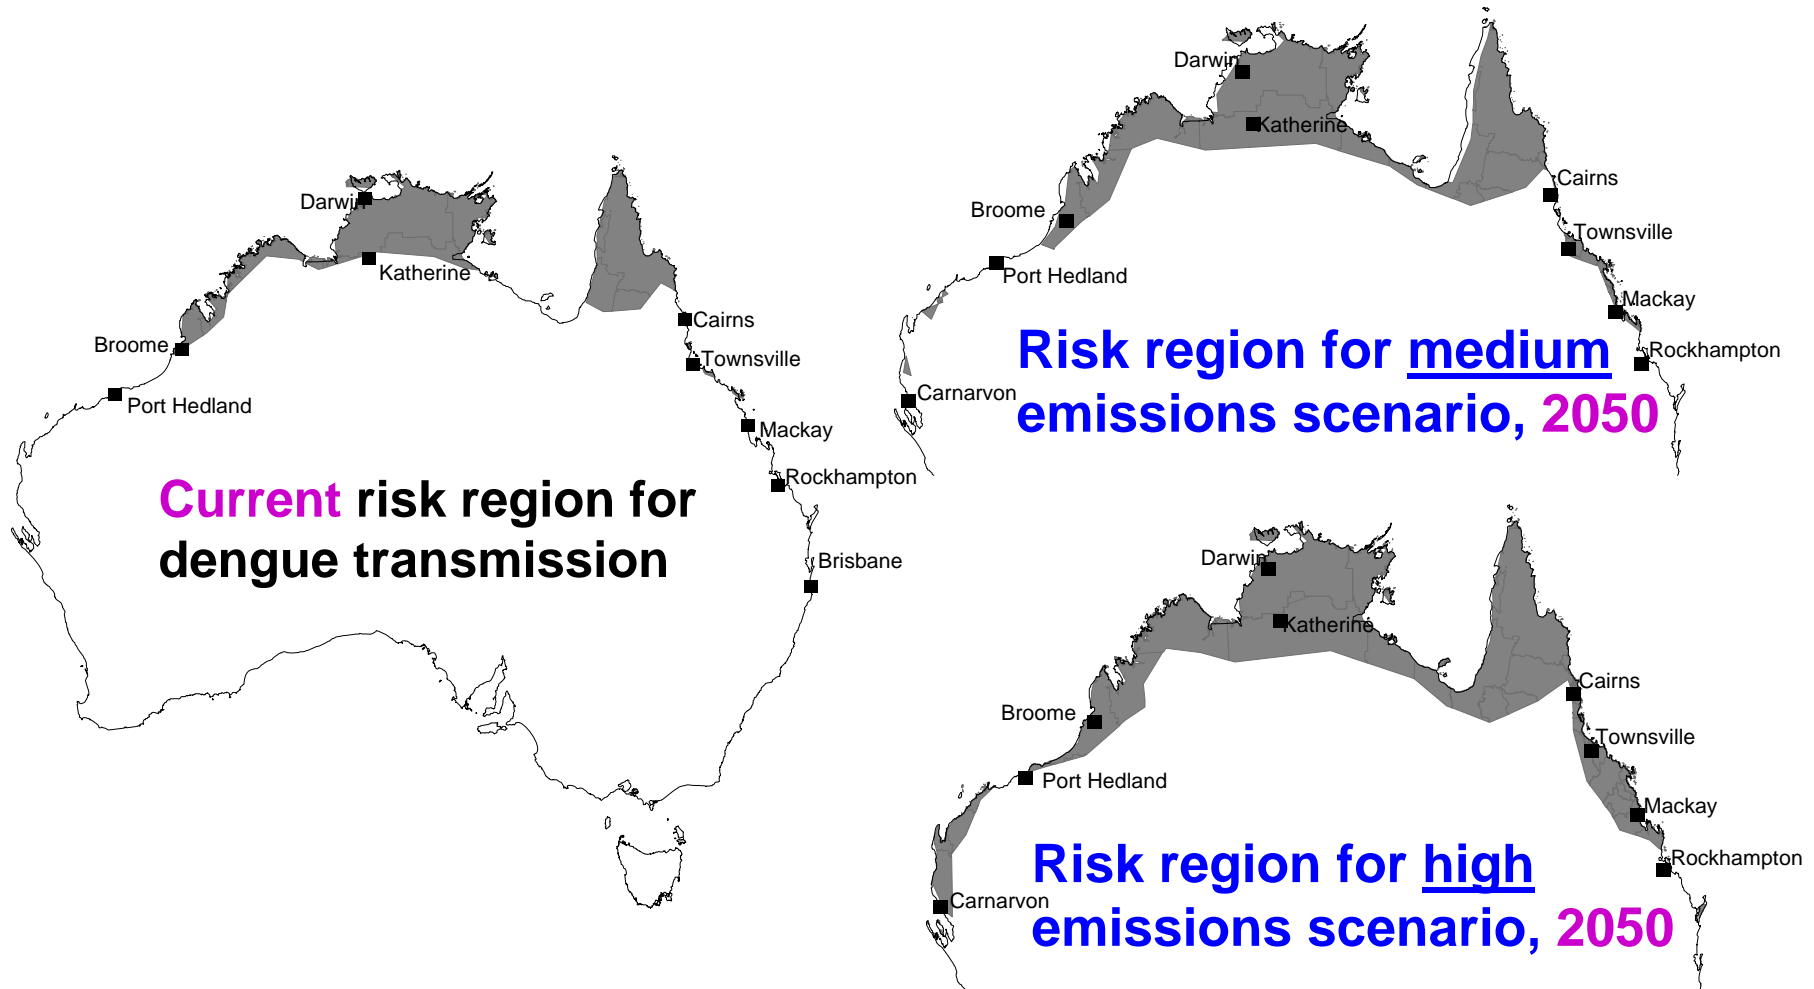 Darwin
Katherine
Broome
Port Hedland
Cairns
Townsville
Mackay
Rockhampton
Brisbane
Current risk region for
dengue transmission
Darwin
Katherine
Broome
Port Hedland
Carnarvon
Cairns
Townsville
Mackay
Rockhampton
Risk region for medium
emissions scenario, 2050
Darwin
Katherine
Broome
Port Hedland
Carnarvon
Cairns
Townsville
Mackay
Rockhampton
Risk region for high
emissions scenario, 2050